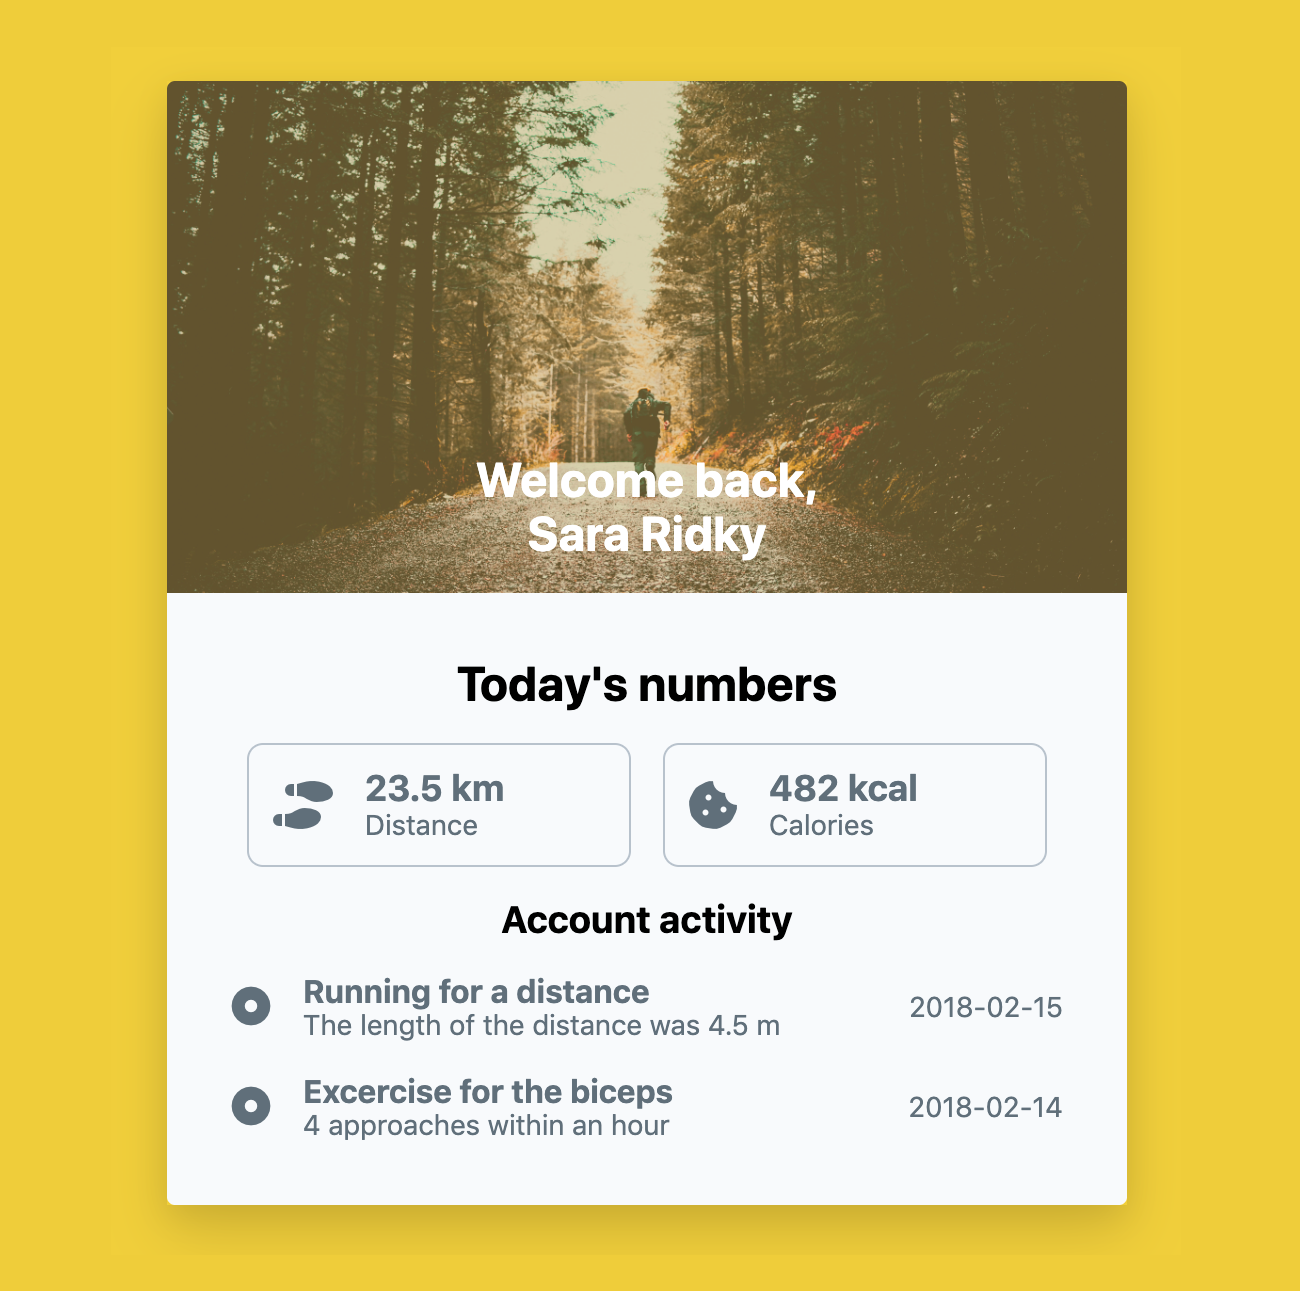 Welcome back,
Sara Ridky
Today's numbers
23.5 km
Distance
482 kcal
Calories
Account activity
Running for a distance
The length of the distance was 4.5 m
2018-02-15
Excercise for the biceps
4 approaches within an hour
2018-02-14